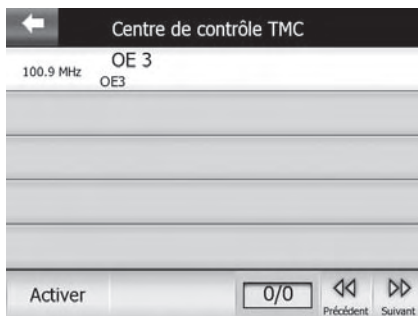 Centre de contrôle TMC
100.9 MHz OE 3
OE3
Activer 0/0 Précédent Suivant